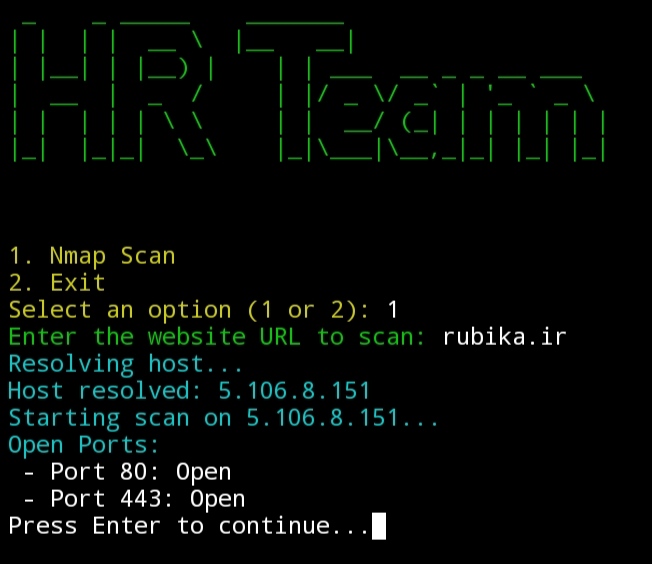 HR Team
1. Nmap Scan
2. Exit
Select an option (1 or 2): 1
Enter the website URL to scan: rubika.ir
Resolving host...
Host resolved: 5.106.8.151
Starting scan on 5.106.8.151...
Open Ports:
- Port 80: Open
- Port 443: Open
Press Enter to continue...